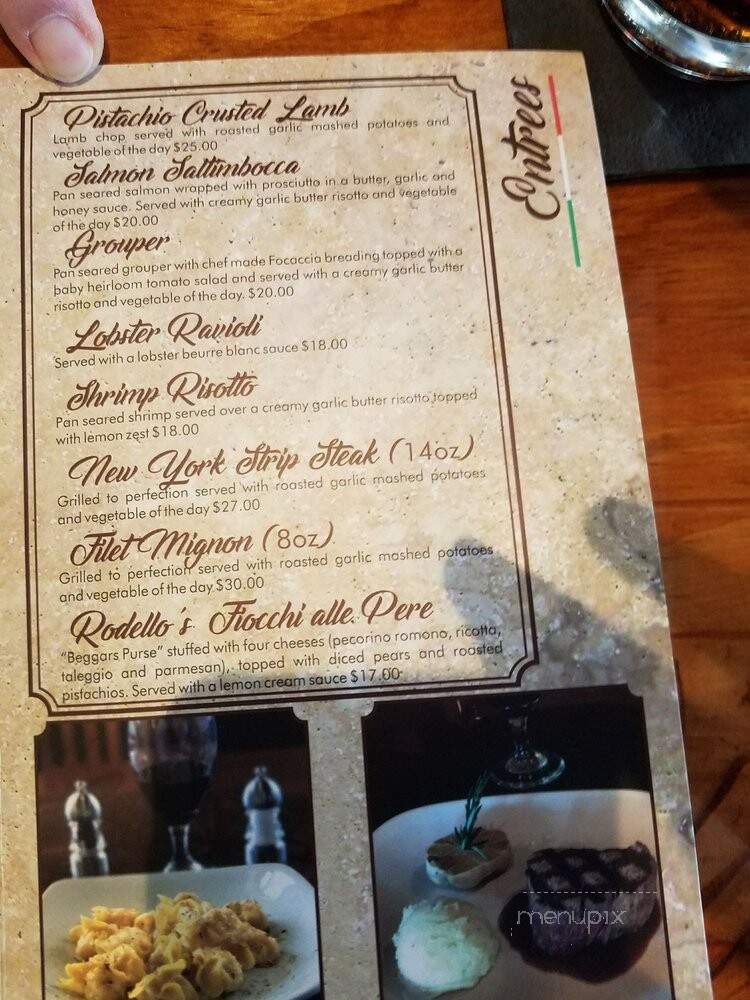 Entrees
Pistachio Crusted Lamb
Lamb chop served with roasted garlic mashed potatoes and
vegetable of the day $25.00
Salmon Saltimbocca
Pan seared salmon wrapped with prosciutto in a butter, garlic and
honey sauce. Served with creamy garlic butter risotto and vegetable
of the day $20.00
Grouper
Pan seared grouper with chef made Focaccia breading topped with a
baby heirloom tomato salad and served with a creamy garlic butter
risotto and vegetable of the day. $20.00
Lobster Ravioli
Served with a lobster beurre blanc sauce $18.00
Shrimp Risotto
Pan seared shrimp served over a creamy garlic butter risotto topped
with lemon zest $18.00
New York Strip Steak (14oz)
Grilled to perfection served with roasted garlic mashed potatoes
and vegetable of the day $27.00
Filet Mignon (8oz)
Grilled to perfection served with roasted garlic mashed potatoes
and vegetable of the day $30.00
Rodello's Fiocchi alle Pere
"Beggars Purse" stuffed with four cheeses (pecorino romono, ricotta,
taleggio and parmesan), topped with diced pears and roasted
pistachios. Served with a lemon cream sauce $17.00
menupix